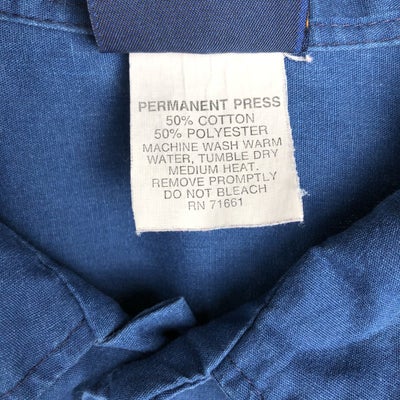 PERMANENT PRESS
50% COTTON
50% POLYESTER
MACHINE WASH WARM
WATER, TUMBLE DRY
MEDIUM HEAT.
REMOVE PROMPTLY
DO NOT BLEACH
RN 71661